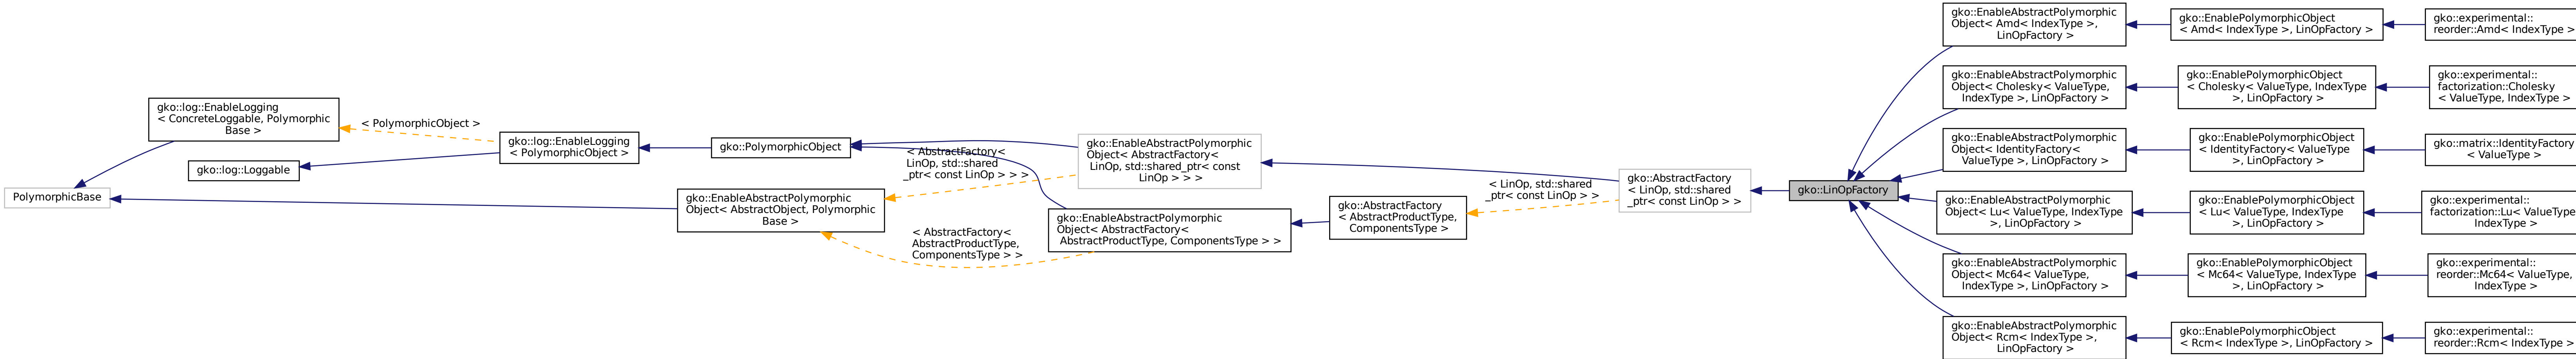 PolymorphicBase
gko::log::EnableLogging
< ConcreteLoggable, Polymorphic
Base >
gko::log::Loggable
< PolymorphicObject >
gko::log::EnableLogging
< PolymorphicObject >
gko::EnableAbstractPolymorphic
Object< AbstractObject, Polymorphic
Base >
gko::PolymorphicObject
< AbstractFactory<
LinOp, std::shared
_ptr< const LinOp > > >
< AbstractFactory<
AbstractProductType,
ComponentsType > >
gko::EnableAbstractPolymorphic
Object< AbstractFactory<
LinOp, std::shared_ptr< const
LinOp > > >
gko::EnableAbstractPolymorphic
Object< AbstractFactory<
AbstractProductType, ComponentsType > >
gko::AbstractFactory
< AbstractProductType,
ComponentsType >
< LinOp, std::shared
_ptr< const LinOp > >
gko::AbstractFactory
< LinOp, std::shared
_ptr< const LinOp > >
gko::LinOpFactory
gko::EnableAbstractPolymorphic
Object< Amd< IndexType >,
LinOpFactory >
gko::EnablePolymorphicObject
< Amd< IndexType >, LinOpFactory >
gko::experimental::
reorder::Amd< IndexType >
gko::EnableAbstractPolymorphic
Object< Cholesky< ValueType,
IndexType >, LinOpFactory >
gko::EnablePolymorphicObject
< Cholesky< ValueType, IndexType
>, LinOpFactory >
gko::experimental::
factorization::Cholesky
< ValueType, IndexType >
gko::EnableAbstractPolymorphic
Object< IdentityFactory<
ValueType >, LinOpFactory >
gko::EnablePolymorphicObject
< IdentityFactory< ValueType
>, LinOpFactory >
gko::matrix::IdentityFactory
< ValueType >
gko::EnableAbstractPolymorphic
Object< Lu< ValueType, IndexType
>, LinOpFactory >
gko::EnablePolymorphicObject
< Lu< ValueType, IndexType
>, LinOpFactory >
gko::experimental::
factorization::Lu< ValueType
IndexType >
gko::EnableAbstractPolymorphic
Object< Mc64< ValueType,
IndexType >, LinOpFactory >
gko::EnablePolymorphicObject
< Mc64< ValueType, IndexType
>, LinOpFactory >
gko::experimental::
reorder::Mc64< ValueType,
IndexType >
gko::EnableAbstractPolymorphic
Object< Rcm< IndexType >,
LinOpFactory >
gko::EnablePolymorphicObject
< Rcm< IndexType >, LinOpFactory >
gko::experimental::
reorder::Rcm< IndexType >